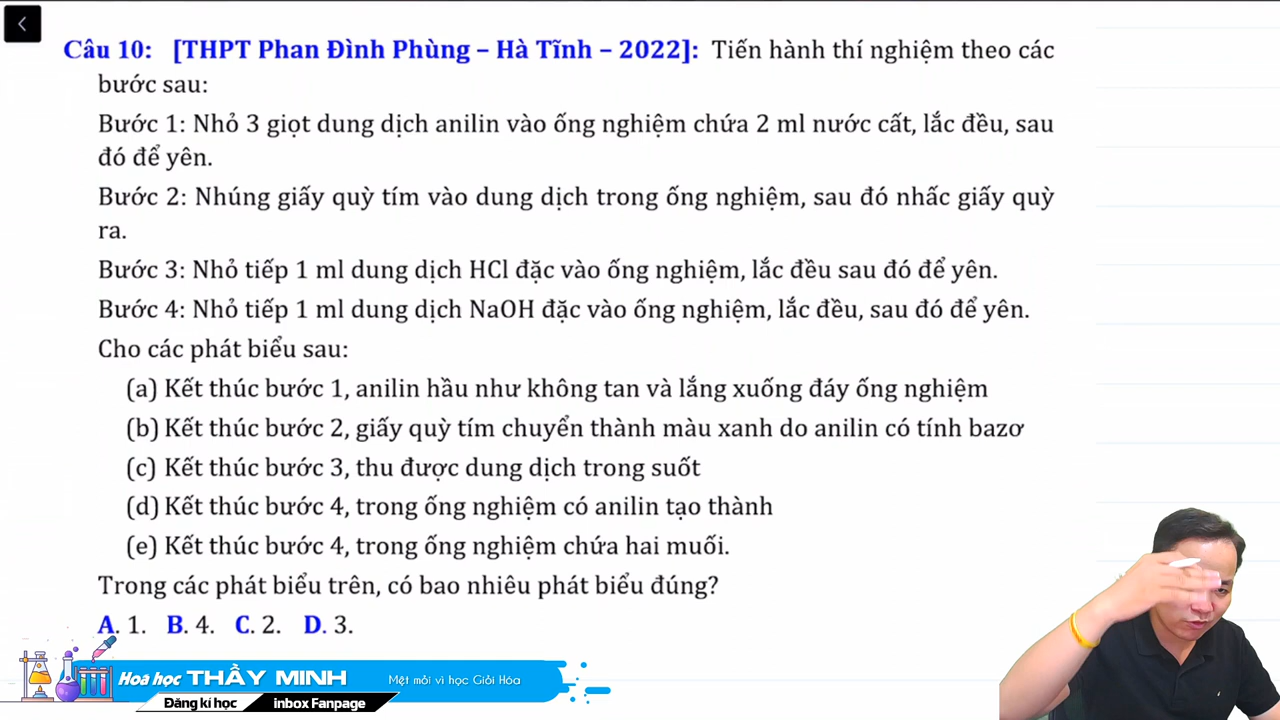 Câu 10: [THPT Phan Đình Phùng – Hà Tĩnh – 2022]: Tiến hành thí nghiệm theo các
bước sau:
Bước 1: Nhỏ 3 giọt dung dịch anilin vào ống nghiệm chứa 2 ml nước cất, lắc đều, sau
đó để yên.
Bước 2: Nhúng giấy quỳ tím vào dung dịch trong ống nghiệm, sau đó nhấc giấy quỳ
ra.
Bước 3: Nhỏ tiếp 1 ml dung dịch HCl đặc vào ống nghiệm, lắc đều sau đó để yên.
Bước 4: Nhỏ tiếp 1 ml dung dịch NaOH đặc vào ống nghiệm, lắc đều, sau đó để yên.
Cho các phát biểu sau:
(a) Kết thúc bước 1, anilin hầu như không tan và lắng xuống đáy ống nghiệm
(b) Kết thúc bước 2, giấy quỳ tím chuyển thành màu xanh do anilin có tính bazơ
(c) Kết thúc bước 3, thu được dung dịch trong suốt
(d) Kết thúc bước 4, trong ống nghiệm có anilin tạo thành
(e) Kết thúc bước 4, trong ống nghiệm chứa hai muối.
Trong các phát biểu trên, có bao nhiêu phát biểu đúng?
A. 1. B. 4. C. 2. D. 3.
Hoá học THẦY MINH Mệt mỏi vì học Giỏi Hóa
Đăng kí học inbox Fanpage